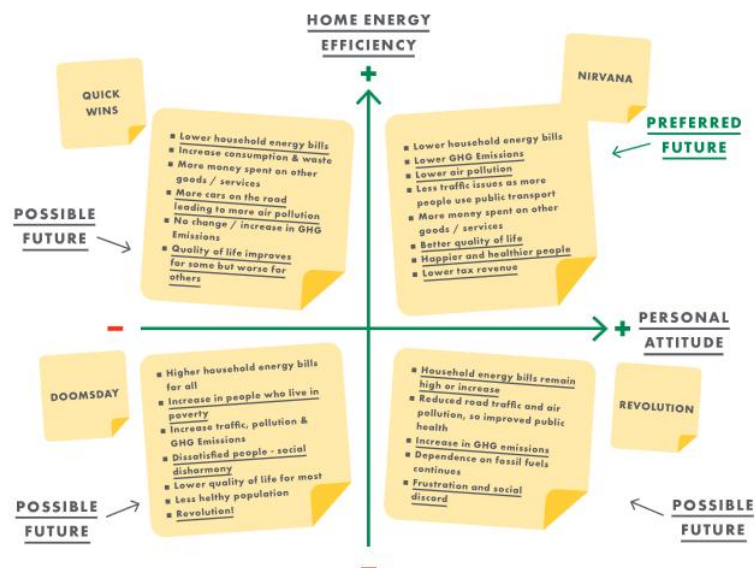 HOME ENERGY
EFFICIENCY
+
QUICK
WINS
NIRVANA
PREFERRED
FUTURE
POSSIBLE
FUTURE
▪ Lower household energy bills
▪ Increase consumption & waste
▪ More money spent on other
goods / services
▪ More cars on the road
leading to more air pollution
▪ No change / increase in GHG
Emissions
▪ Quality of life improves
for some but worse for
others
▪ Lower household energy bills
▪ Lower GHG Emissions
▪ Lower air pollution
▪ Less traffic issues as more
people use public transport
▪ More money spent on other
goods / services
▪ Better quality of life
▪ Happier and healthier people
▪ Lower tax revenue
-
+
PERSONAL
ATTITUDE
DOOMSDAY
▪ Higher household energy bills
for all
▪ Increase in people who live in
poverty
▪ Increase traffic, pollution &
GHG Emissions
▪ Dissatisfied people - social
disharmony
▪ Lower quality of life for most
▪ Less helthy population
▪ Revolution!
POSSIBLE
FUTURE
▪ Household energy bills remain
high or increase
▪ Reduced road traffic and air
pollution, so improved public
health
▪ Increase in GHG emissions
▪ Dependence on fossil fuels
continues
▪ Frustration and social
discord
REVOLUTION
POSSIBLE
FUTURE
-